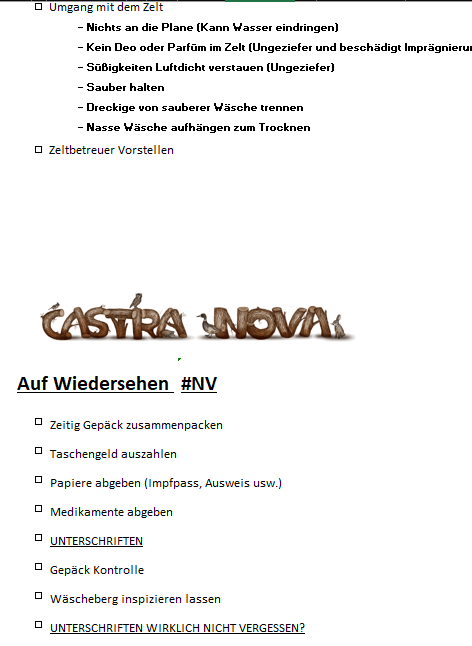 Umgang mit dem Zelt
- Nichts an die Plane (Kann Wasser eindringen)
- Kein Deo oder Parfüm im Zelt (Ungeziefer und beschädigt Imprägnieru
- Süßigkeiten Luftdicht verstauen (Ungeziefer)
- Sauber halten
- Dreckige von sauberer Wäsche trennen
- Nasse Wäsche aufhängen zum Trocknen
Zeltbetreuer Vorstellen
CASTRA NOVA
Auf Wiedersehen #NV
Zeitig Gepäck zusammenpacken
Taschengeld auszahlen
Papiere abgeben (Impfpass, Ausweis usw.)
Medikamente abgeben
UNTERSCHRIFTEN
Gepäck Kontrolle
Wäscheberg inspizieren lassen
UNTERSCHRIFTEN WIRKLICH NICHT VERGESSEN?